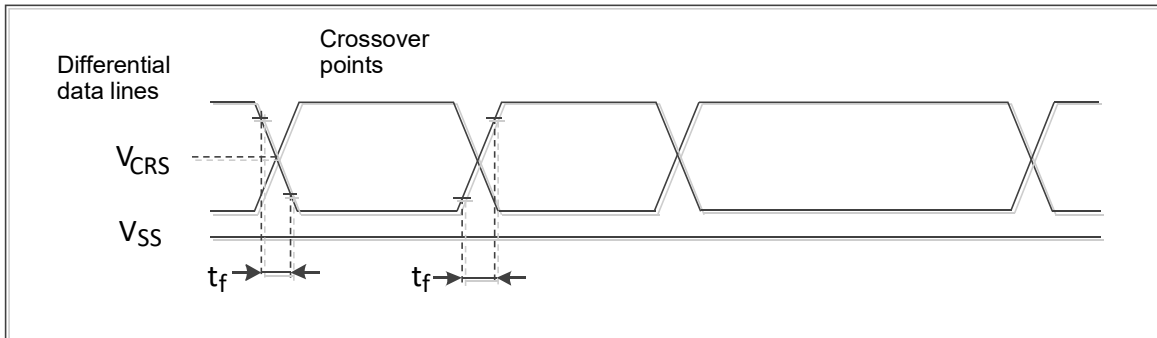 Crossover
points
Differential
data lines
VCRS
VSS
tf
tf